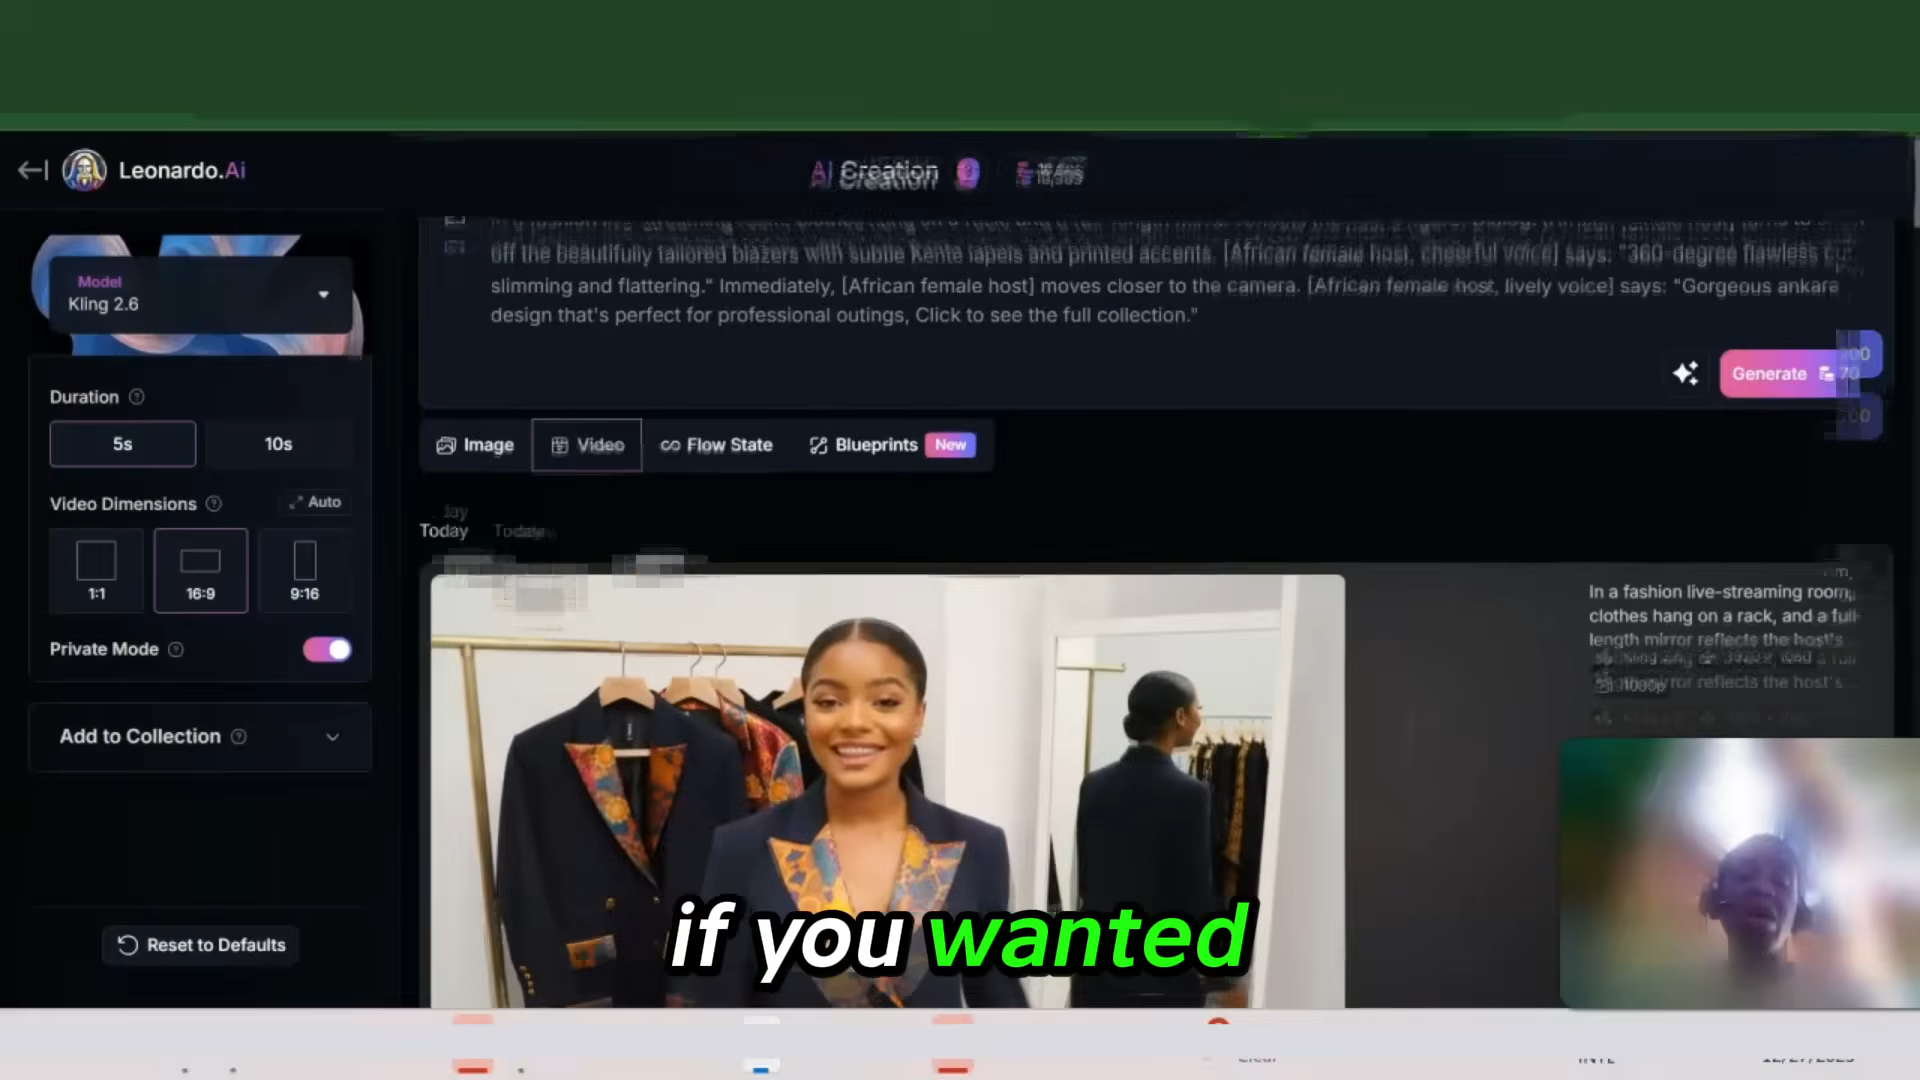 Leonardo.Ai
AI Creation
Model
Kling 2.6
off the beautifully tailored blazers with subtle Kente lapels and printed accents. [African female host, cheerful voice] says: "360-degree flawless
slimming and flattering." Immediately, [African female host] moves closer to the camera. [African female host, lively voice] says: "Gorgeous ankara
design that's perfect for professional outings, Click to see the full collection."
Generate
Duration
5s 10s
Image Video Flow State Blueprints New
Video Dimensions Auto
1:1 16:9 9:16
Today Today
Private Mode
In a fashion live-streaming room,
clothes hang on a rack, and a full-
length mirror reflects the host's
1080p
Add to Collection
Reset to Defaults
if you wanted